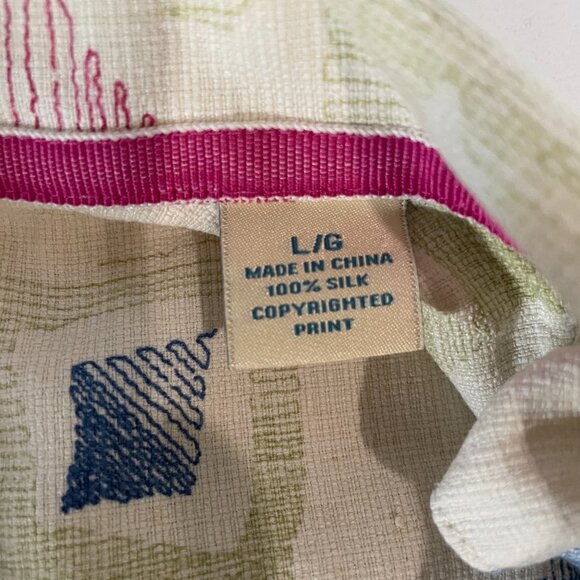 L/G
MADE IN CHINA
100% SILK
COPYRIGHTED
PRINT